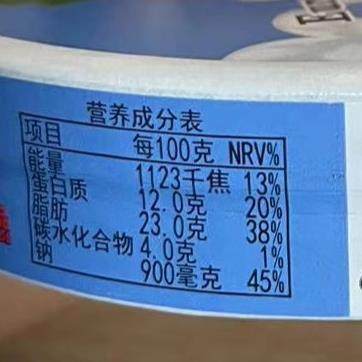 营养成分表
项目 每100克 NRV%
能量 1123千焦 13%
蛋白质 12.0克 20%
脂肪 23.0克 38%
碳水化合物 4.0克 1%
钠 900毫克 45%